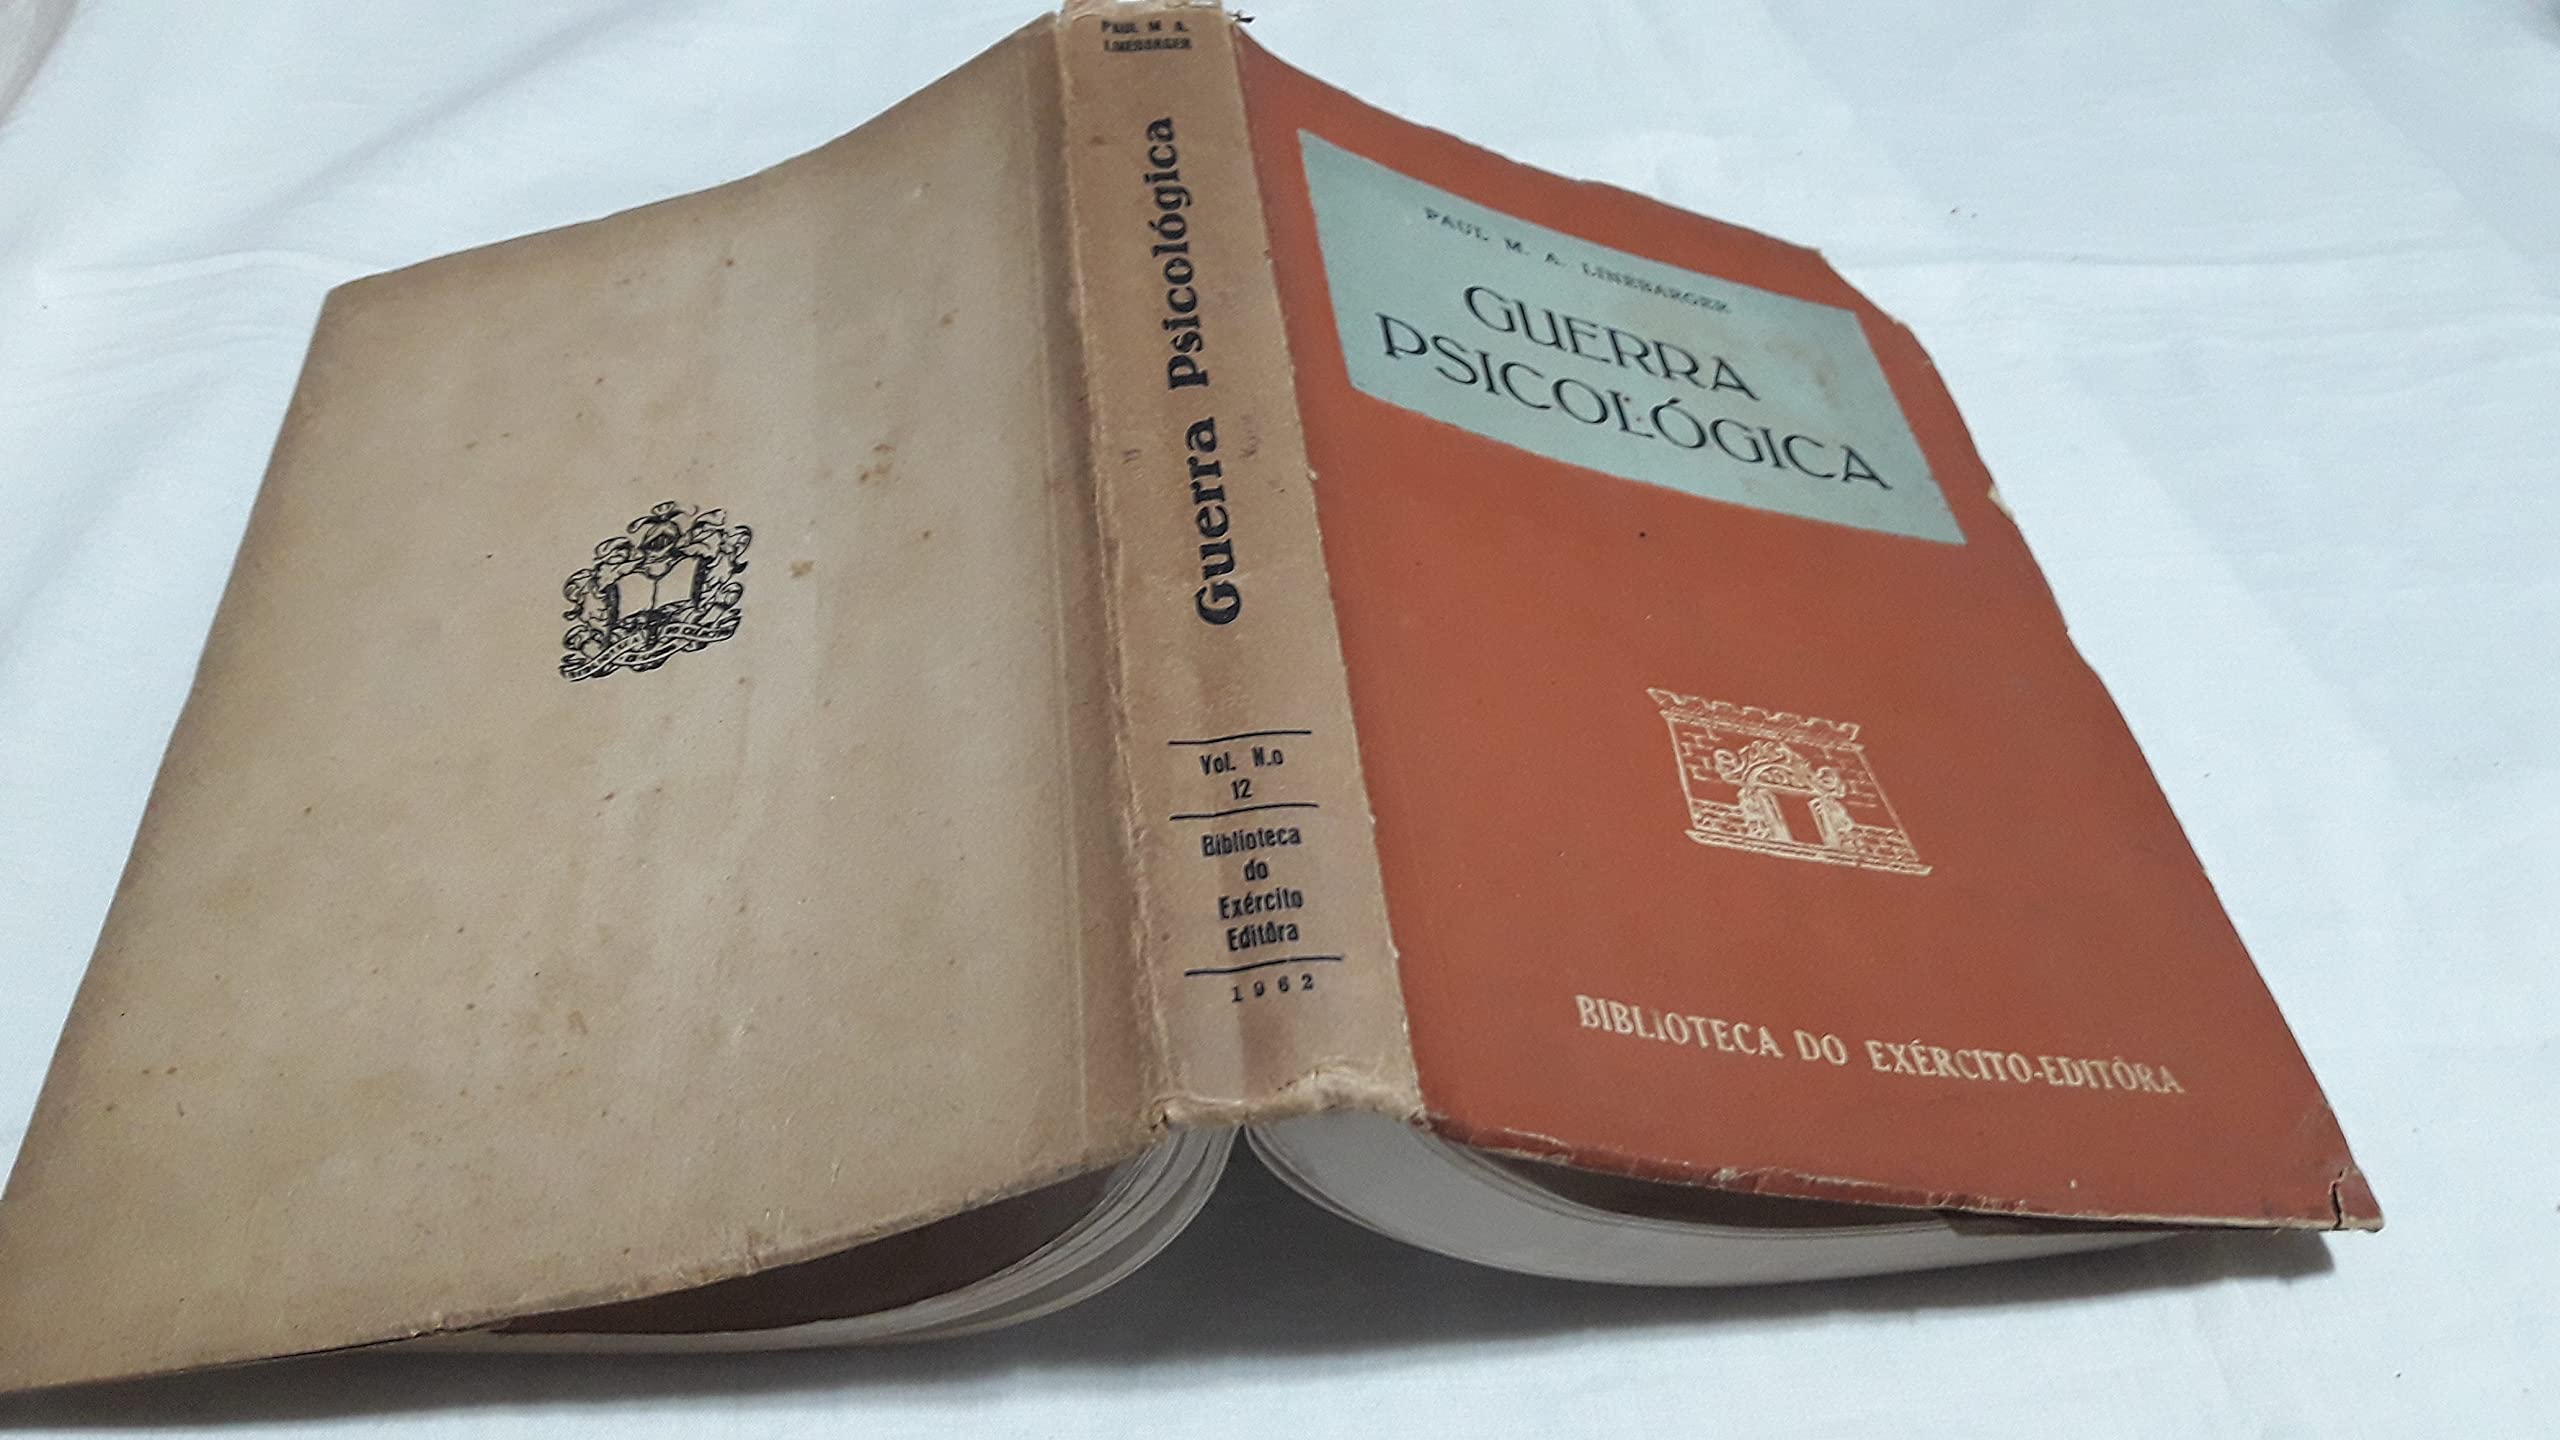 PAUL M A.
LINEBARGER
Guerra Psicológica
Vol. N.o
12
Biblioteca
do
Exército
Editôra
1962
PAUL M. A. LINEBARGER
GUERRA
PSICOLÓGICA
BIBLIOTECA DO EXÉRCITO-EDITÔRA